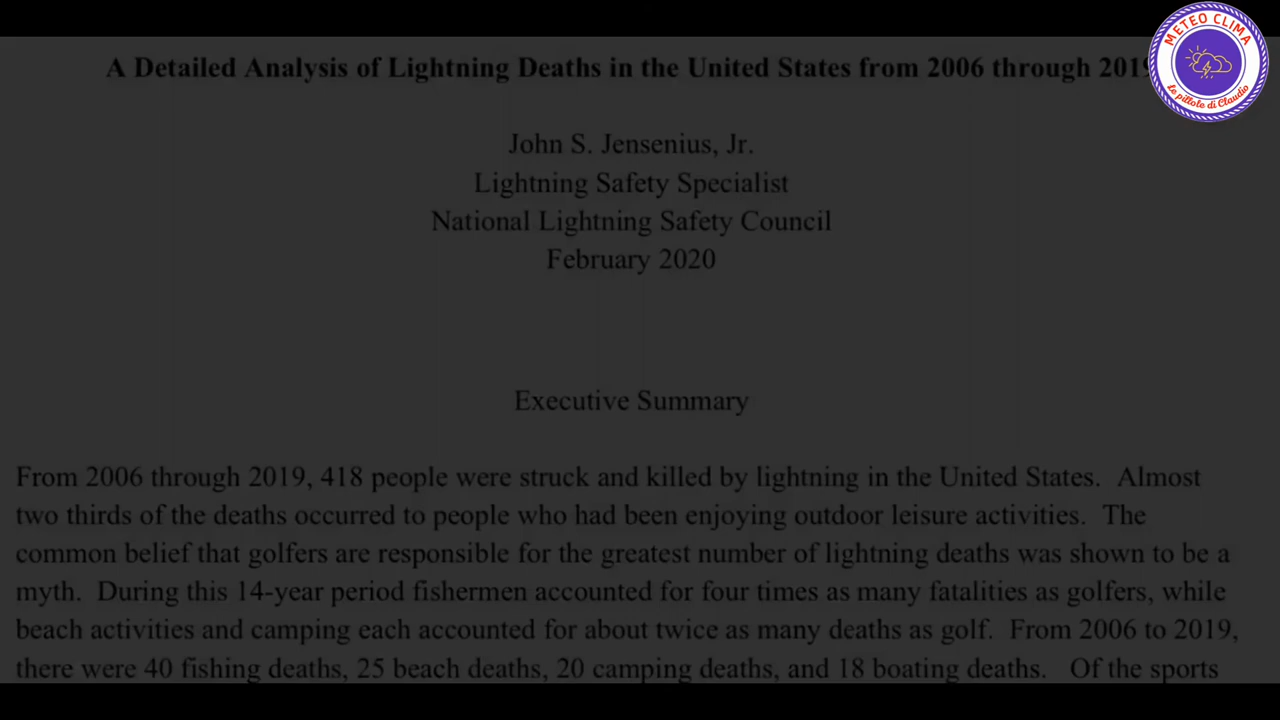 A Detailed Analysis of Lightning Deaths in the United States from 2006 through 2019
METEO CLIMA
Le pillole di Claudio
John S. Jensenius, Jr.
Lightning Safety Specialist
National Lightning Safety Council
February 2020
Executive Summary
From 2006 through 2019, 418 people were struck and killed by lightning in the United States. Almost
two thirds of the deaths occurred to people who had been enjoying outdoor leisure activities. The
common belief that golfers are responsible for the greatest number of lightning deaths was shown to be a
myth. During this 14-year period fishermen accounted for four times as many fatalities as golfers, while
beach activities and camping each accounted for about twice as many deaths as golf. From 2006 to 2019,
there were 40 fishing deaths, 25 beach deaths, 20 camping deaths, and 18 boating deaths. Of the sports